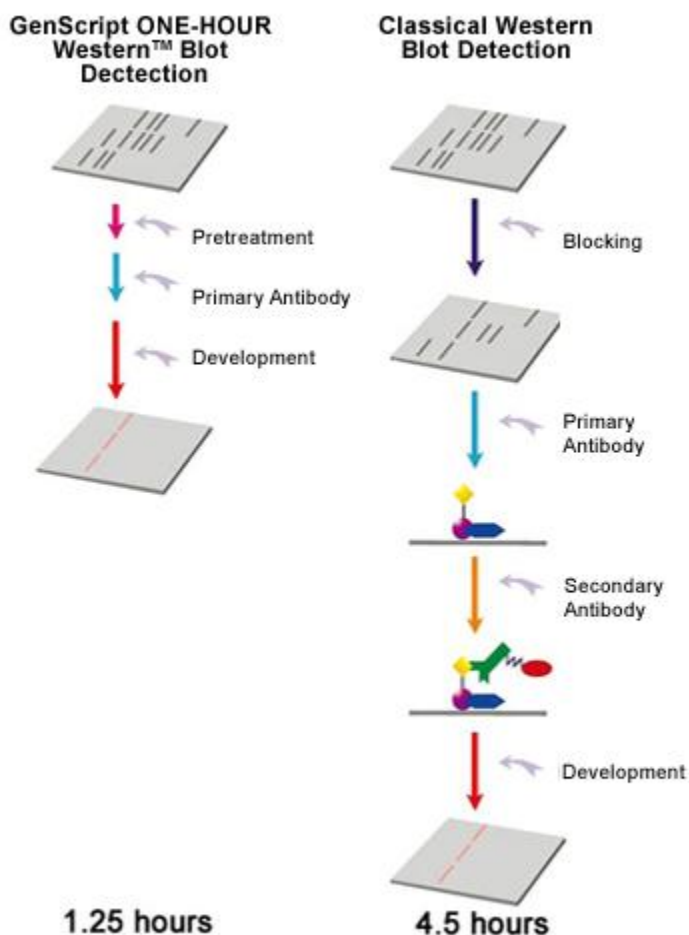 GenScript ONE-HOUR
Western™ Blot
Dectection
Pretreatment
Primary Antibody
Development
1.25 hours
Classical Western
Blot Detection
Blocking
Primary
Antibody
Secondary
Antibody
Development
4.5 hours